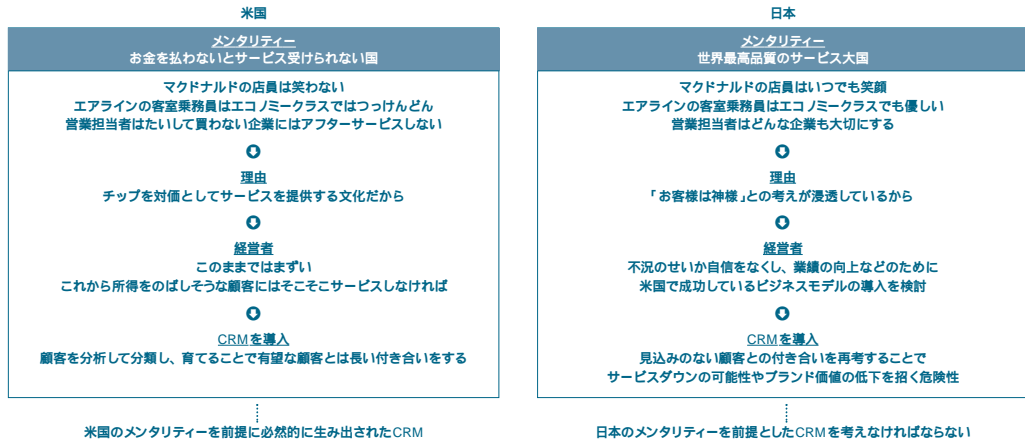 米国
メンタリティー
お金を払わないとサービス受けられない国
マクドナルドの店員は笑わない
エアラインの客室乗務員はエコノミークラスではつっけんどん
営業担当者はたいして買わない企業にはアフターサービスしない
理由
チップを対価としてサービスを提供する文化だから
経営者
このままではまずい
これから所得をのばしそうな顧客にはそこそこサービスしなければ
CRMを導入
顧客を分析して分類し、育てることで有望な顧客とは長い付き合いをする
米国のメンタリティーを前提に必然的に生み出されたCRM
日本
メンタリティー
世界最高品質のサービス大国
マクドナルドの店員はいつでも笑顔
エアラインの客室乗務員はエコノミークラスでも優しい
営業担当者はどんな企業も大切にする
理由
「お客様は神様」との考えが浸透しているから
経営者
不況のせいか自信をなくし、業績の向上などのために
米国で成功しているビジネスモデルの導入を検討
CRMを導入
見込みのない顧客との付き合いを再考することで
サービスダウンの可能性やブランド価値の低下を招く危険性
日本のメンタリティーを前提としたCRMを考えなければならない